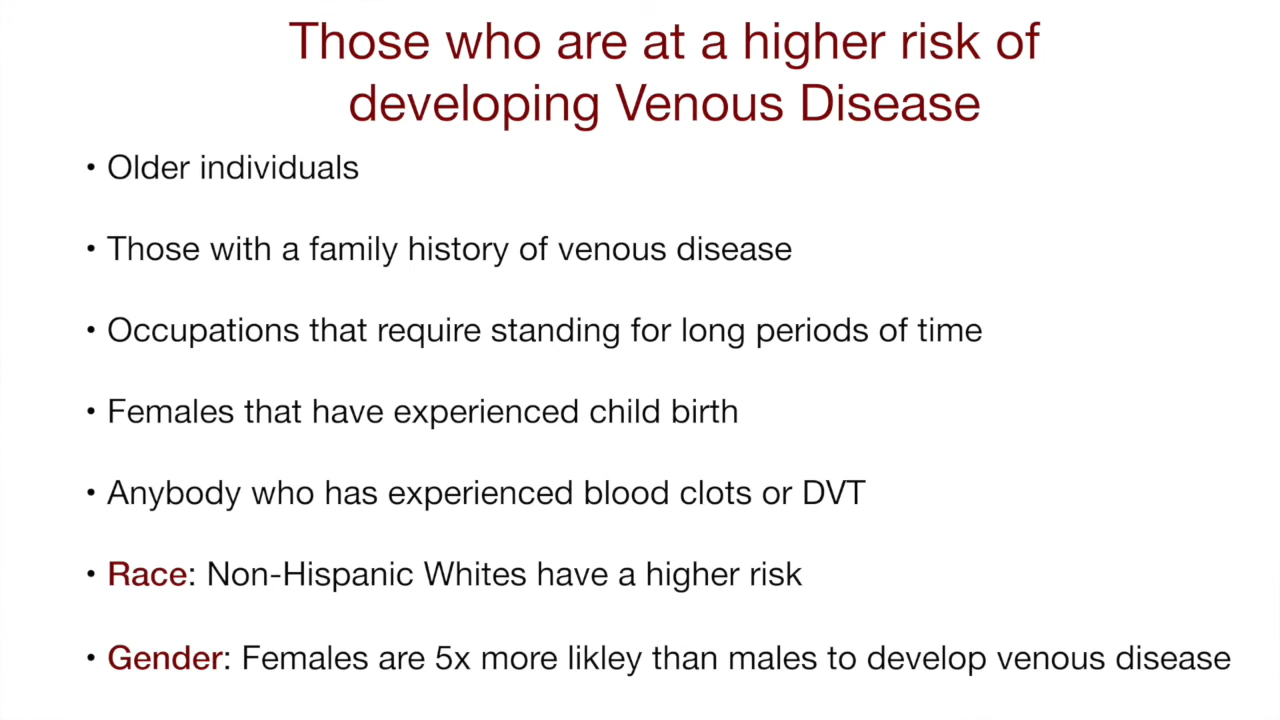 Those who are at a higher risk of
developing Venous Disease
• Older individuals
• Those with a family history of venous disease
• Occupations that require standing for long periods of time
• Females that have experienced child birth
• Anybody who has experienced blood clots or DVT
• Race: Non-Hispanic Whites have a higher risk
• Gender: Females are 5x more likley than males to develop venous disease